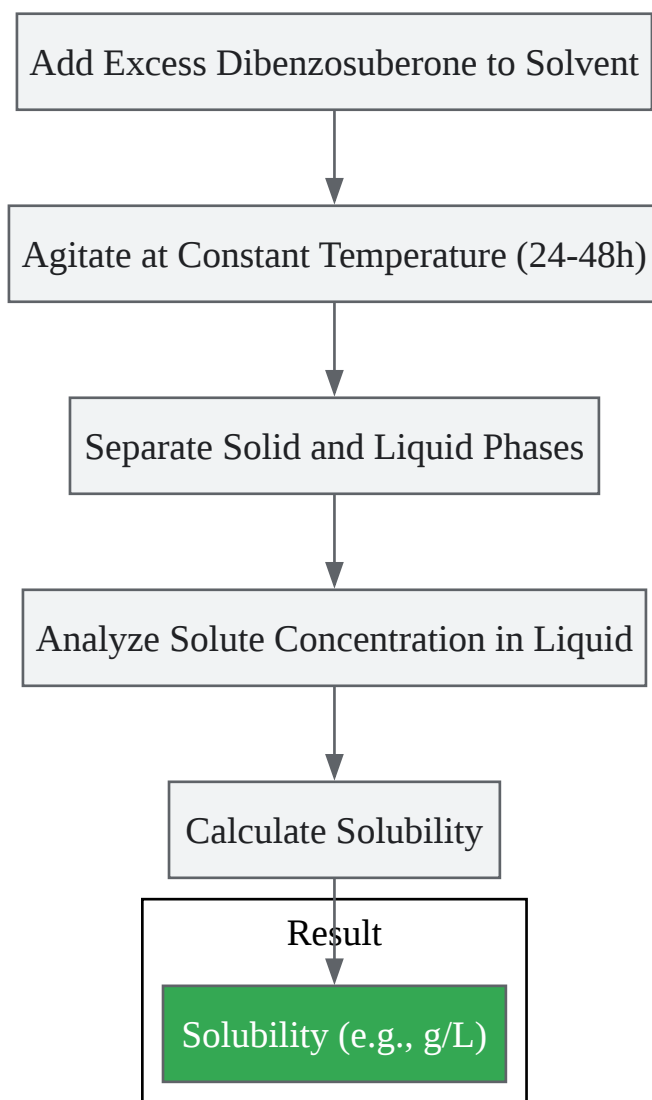 Add Excess Dibenzosuberone to Solvent
Agitate at Constant Temperature (24-48h)
Separate Solid and Liquid Phases
Analyze Solute Concentration in Liquid
Calculate Solubility
Result
Solubility (e.g., g/L)